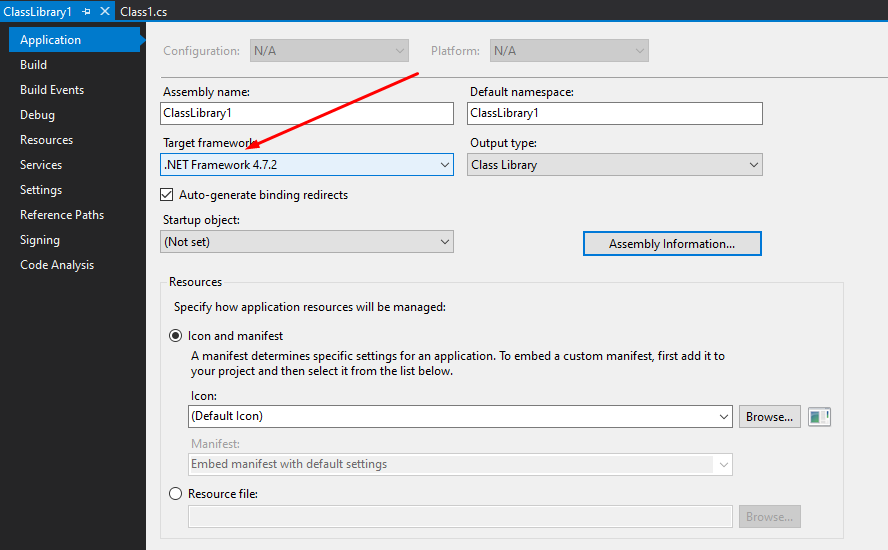 ClassLibrary1
Class1.cs
Application
Build
Build Events
Debug
Resources
Services
Settings
Reference Paths
Signing
Code Analysis
Configuration: N/A Platform: N/A
Assembly name: Default namespace:
ClassLibrary1 ClassLibrary1
Target framework: Output type:
.NET Framework 4.7.2 Class Library
Auto-generate binding redirects
Startup object:
(Not set) Assembly Information...
Resources
Specify how application resources will be managed:
Icon and manifest
A manifest determines specific settings for an application. To embed a custom manifest, first add it to
your project and then select it from the list below.
Icon:
(Default Icon) Browse...
Manifest:
Embed manifest with default settings
Resource file:
Browse...